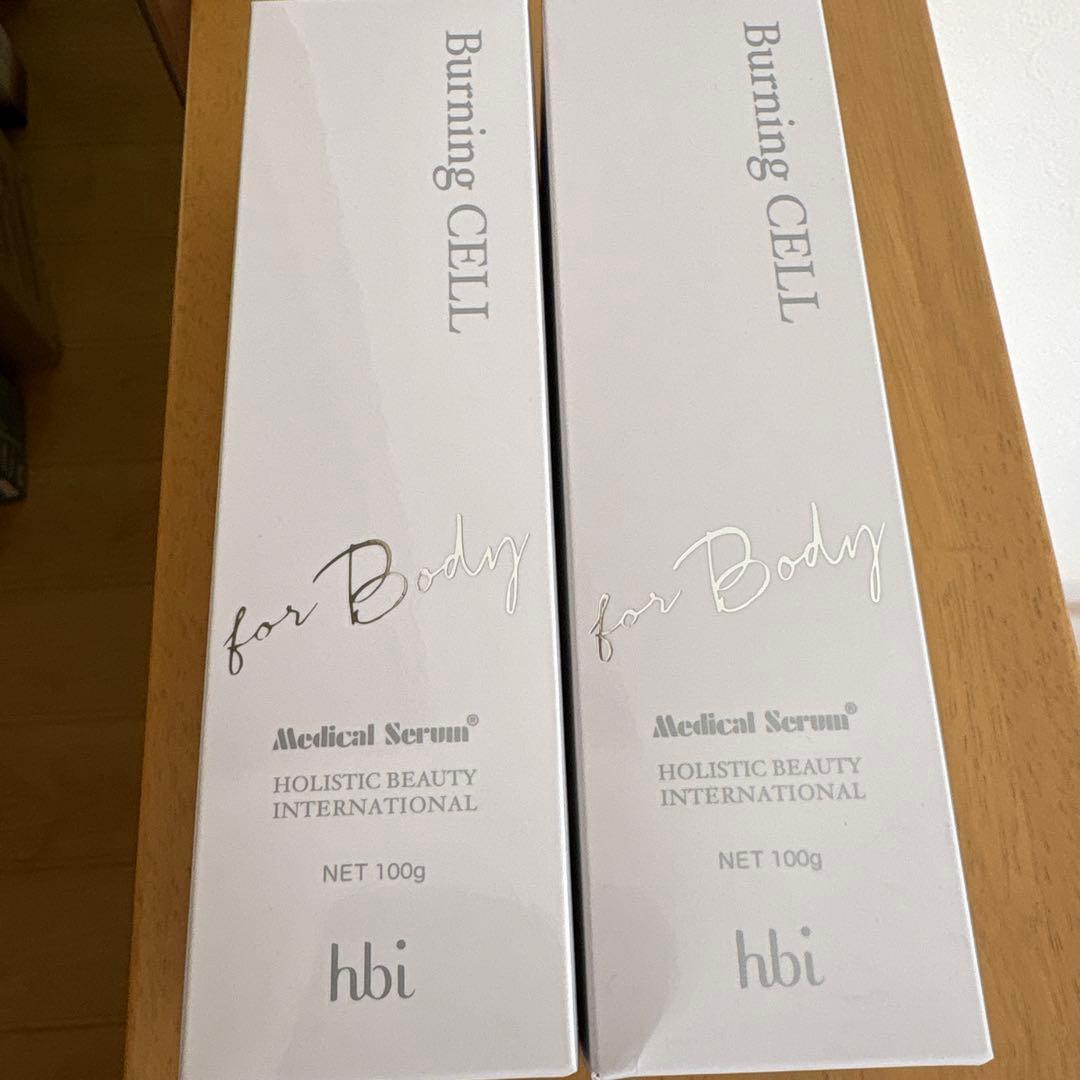 Burning CELL
for Body
Medical Serum®
HOLISTIC BEAUTY
INTERNATIONAL
NET 100g
hbi
Burning CELL
for Body
Medical Serum®
HOLISTIC BEAUTY
INTERNATIONAL
NET 100g
hbi